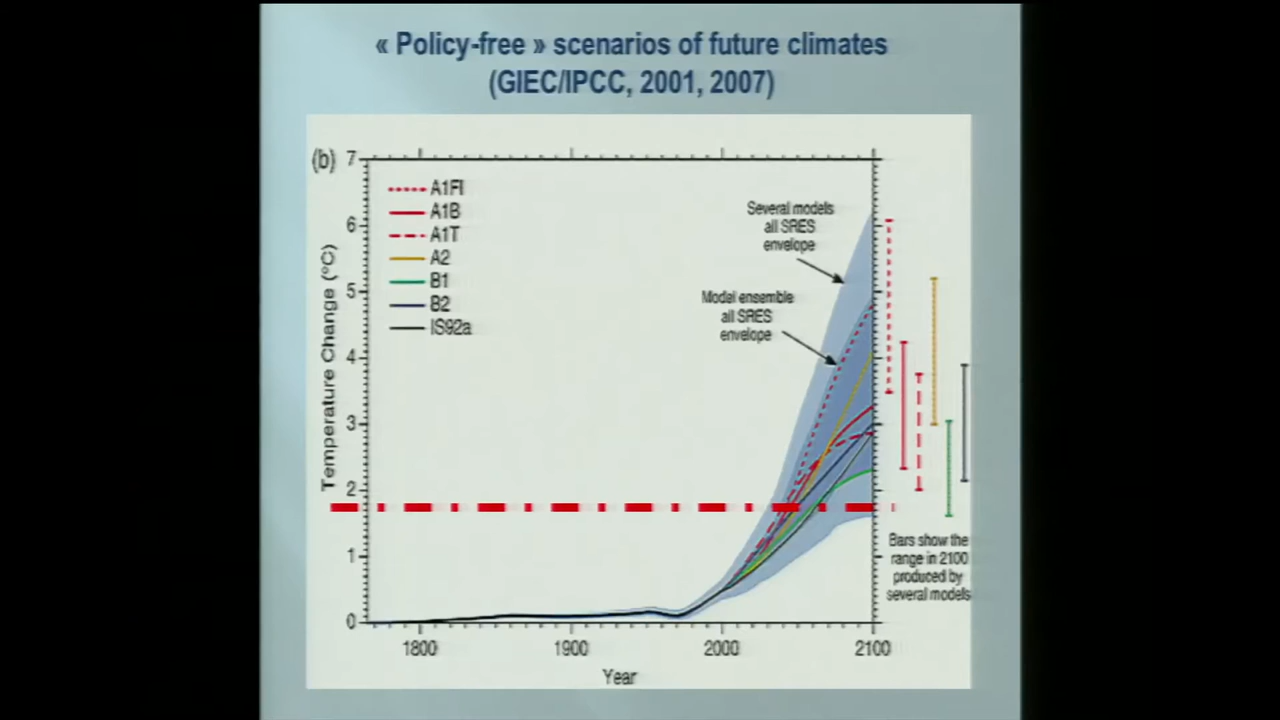 « Policy-free » scenarios of future climates
(GIEC/IPCC, 2001, 2007)
(b)
7
6
5
4
3
2
1
0
Temperature Change (°C)
A1FI
A1B
A1T
A2
B1
B2
IS92a
Several models
all SRES
envelope
Model ensemble
all SRES
envelope
Bars show the
range in 2100
produced by
several models
1800
1900
2000
2100
Year